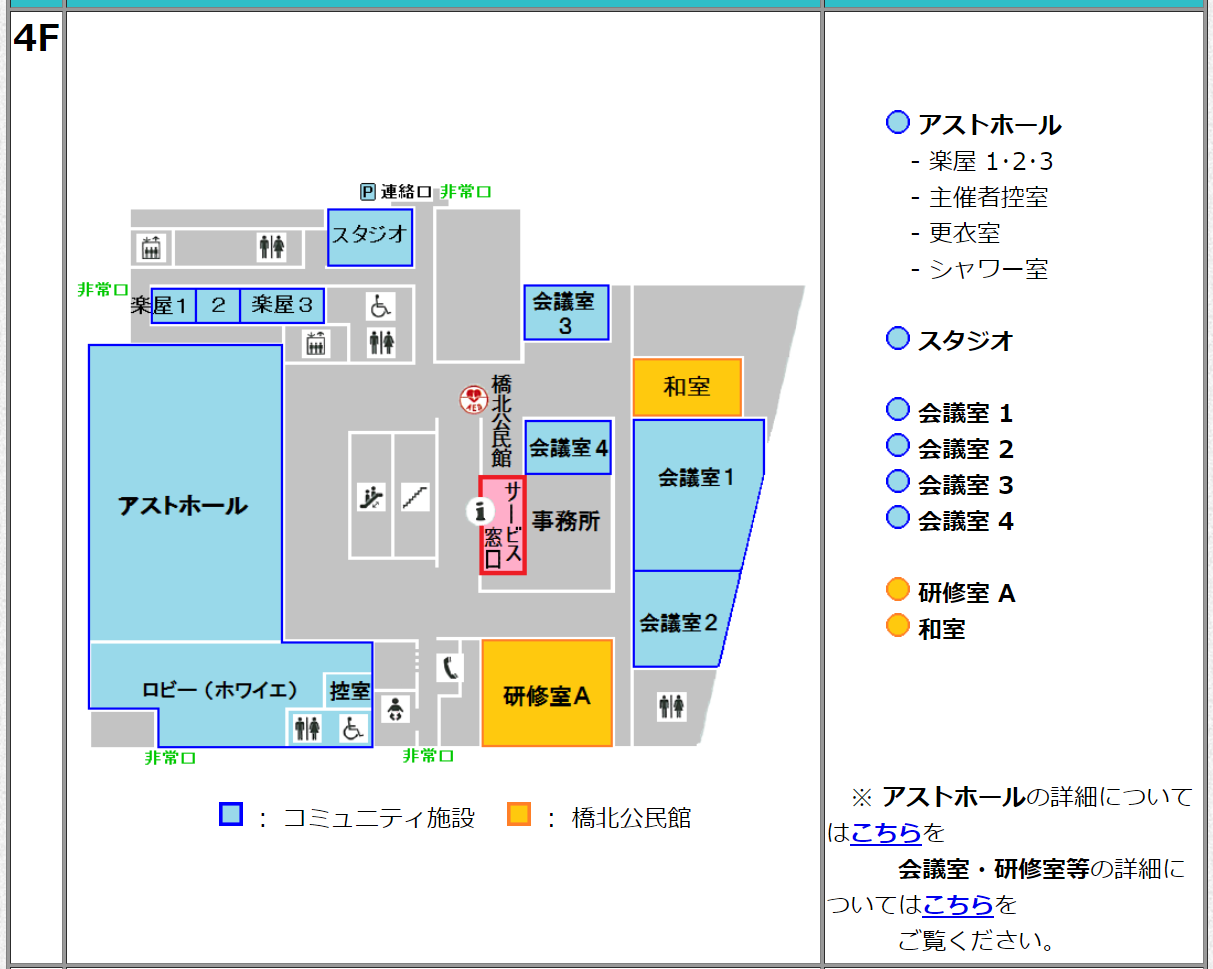 4F
P 連絡口 非常口
スタジオ
非常口
楽屋1 2 楽屋3
会議室
3
和室
橋北公民館
AED
会議室4
会議室1
アストホール
i サービス
窓口
事務所
会議室2
ロビー（ホワイエ）
控室
研修室A
非常口
非常口
： コミュニティ施設 ： 橋北公民館
アストホール
- 楽屋 1･2･3
- 主催者控室
- 更衣室
- シャワー室
スタジオ
会議室 1
会議室 2
会議室 3
会議室 4
研修室 A
和室
※ アストホールの詳細について
はこちらを
会議室・研修室等の詳細に
ついてはこちらを
ご覧ください。